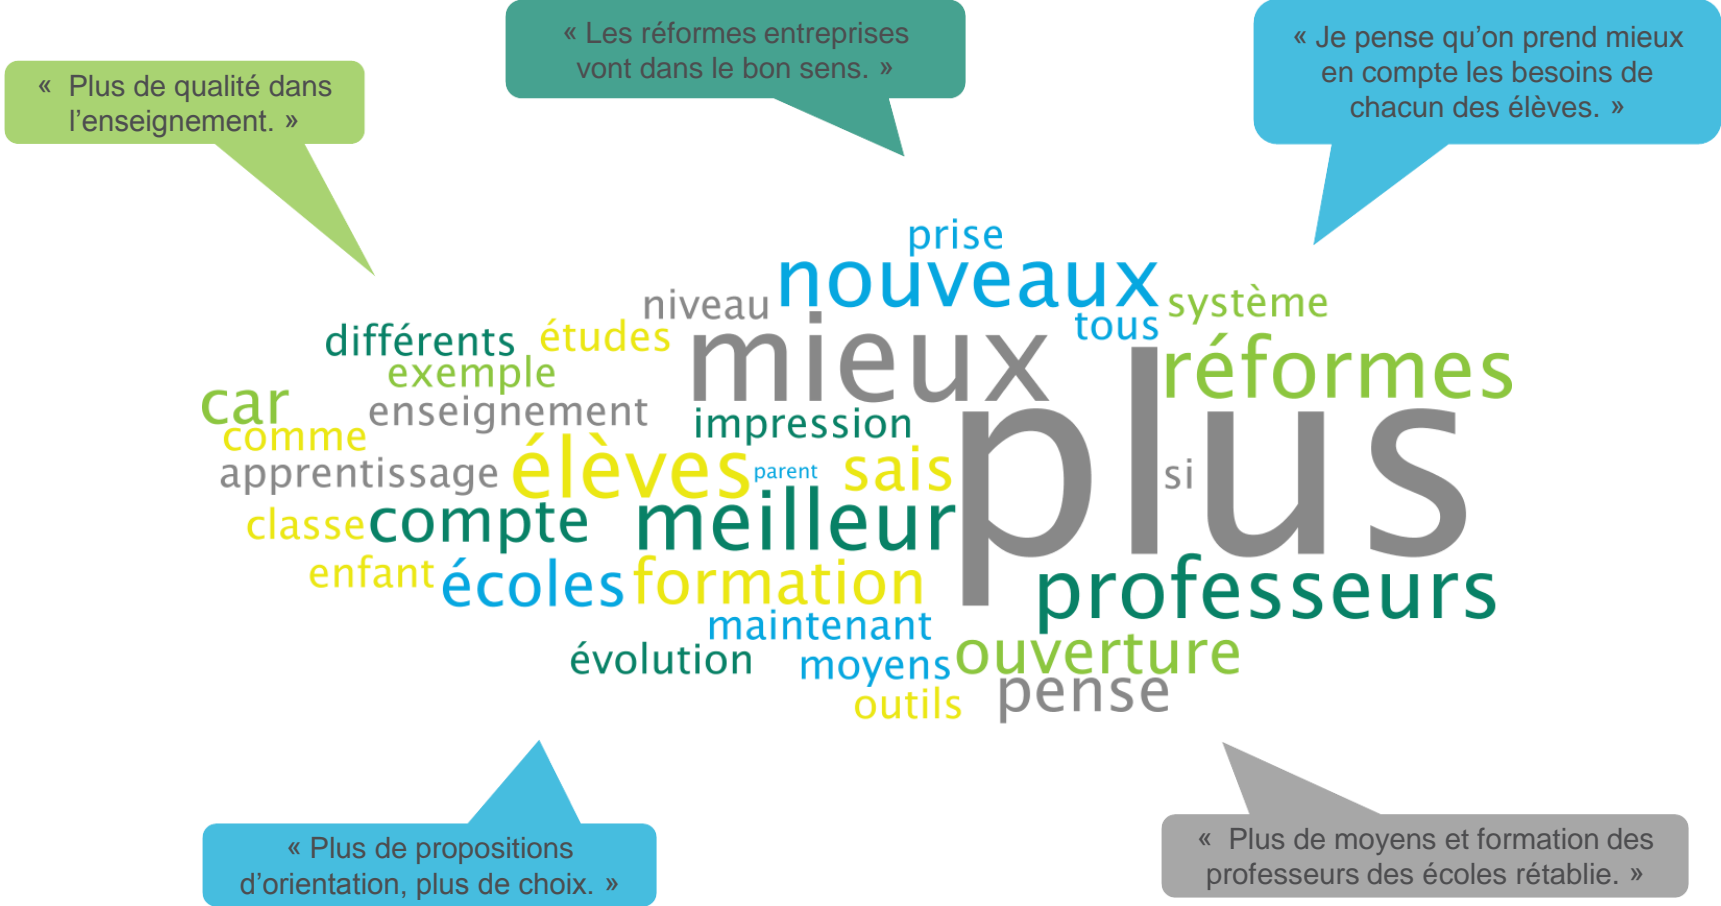 « Les réformes entreprises
vont dans le bon sens. »
« Je pense qu'on prend mieux
en compte les besoins de
chacun des élèves. »
«  Plus de qualité dans
l'enseignement. »
prise
nouveaux
niveau
système
tous
différents
études
mieux
réformes
exemple
car
enseignement
impression
plus
comme
apprentissage
élèves
parent
sais
si
classe
compte
meilleur
enfant
écoles
formation
professeurs
maintenant
évolution
moyens
ouverture
outils
pense
« Plus de propositions
d'orientation, plus de choix. »
«  Plus de moyens et formation des
professeurs des écoles rétablie. »